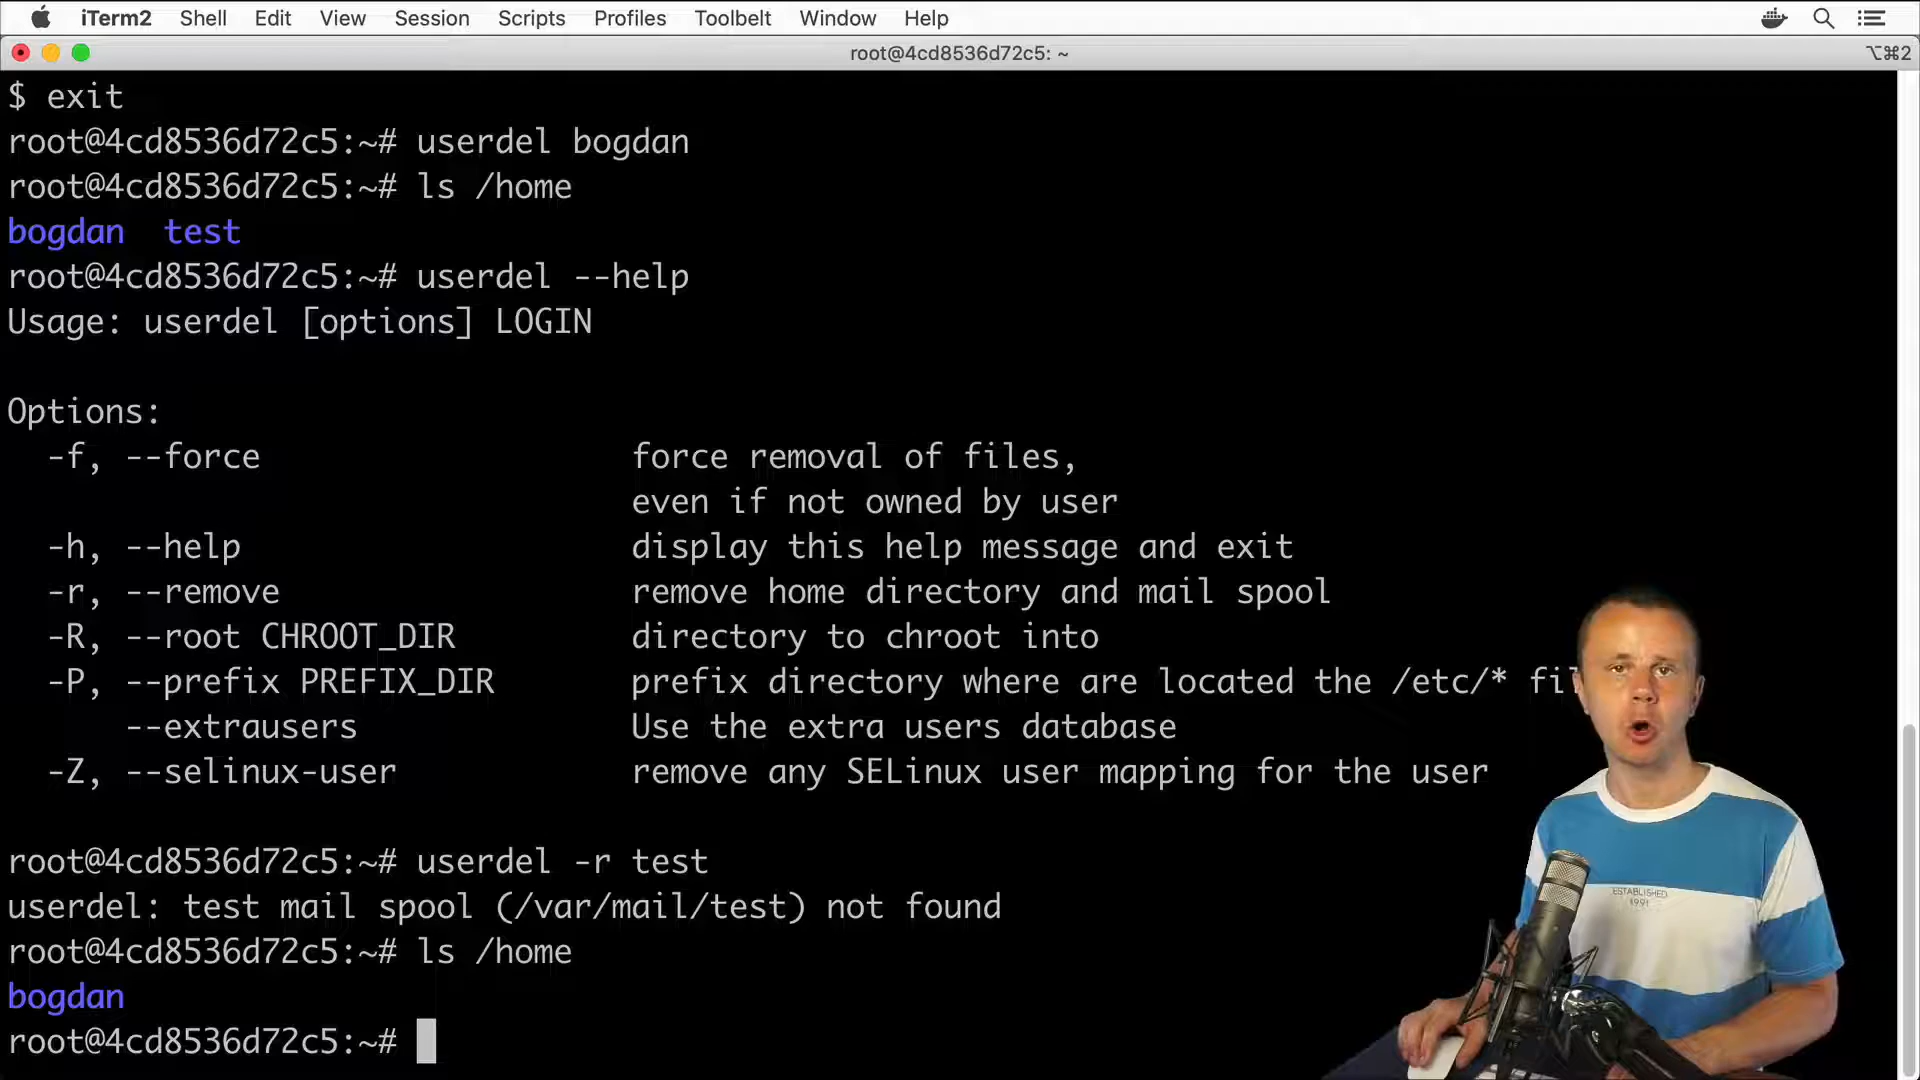 iTerm2 Shell Edit View Session Scripts Profiles Toolbelt Window Help
root@4cd8536d72c5: ~ ⌥⌘2
$ exit
root@4cd8536d72c5:~# userdel bogdan
root@4cd8536d72c5:~# ls /home
bogdan  test
root@4cd8536d72c5:~# userdel --help
Usage: userdel [options] LOGIN
Options:
  -f, --force                   force removal of files,
                                even if not owned by user
  -h, --help                    display this help message and exit
  -r, --remove                  remove home directory and mail spool
  -R, --root CHROOT_DIR         directory to chroot into
  -P, --prefix PREFIX_DIR       prefix directory where are located the /etc/* fil
      --extrausers              Use the extra users database
  -Z, --selinux-user            remove any SELinux user mapping for the user
root@4cd8536d72c5:~# userdel -r test
userdel: test mail spool (/var/mail/test) not found
root@4cd8536d72c5:~# ls /home
bogdan
root@4cd8536d72c5:~#
ESTABLISHED
1991